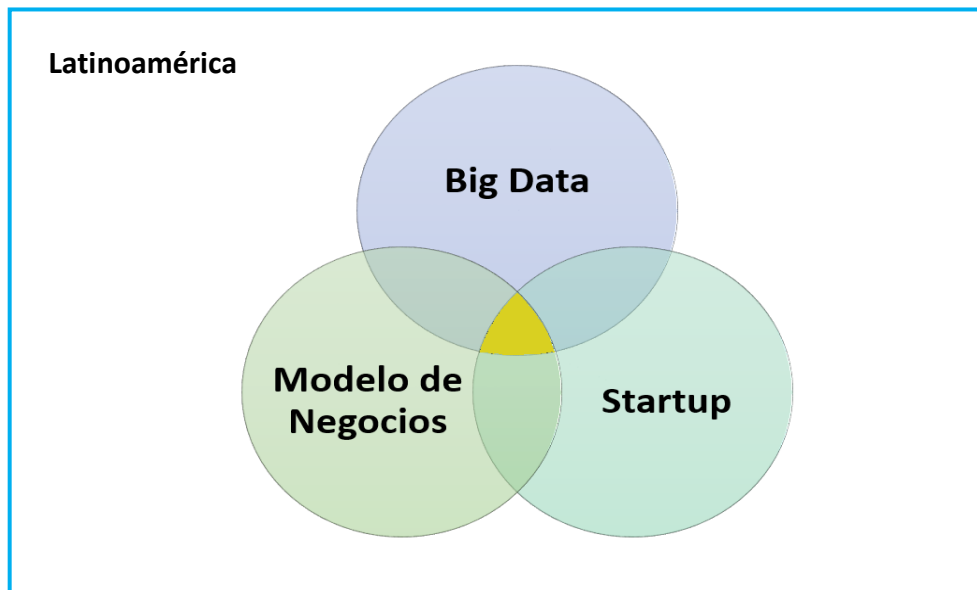 Latinoamérica
Big Data
Modelo de
Negocios
Startup